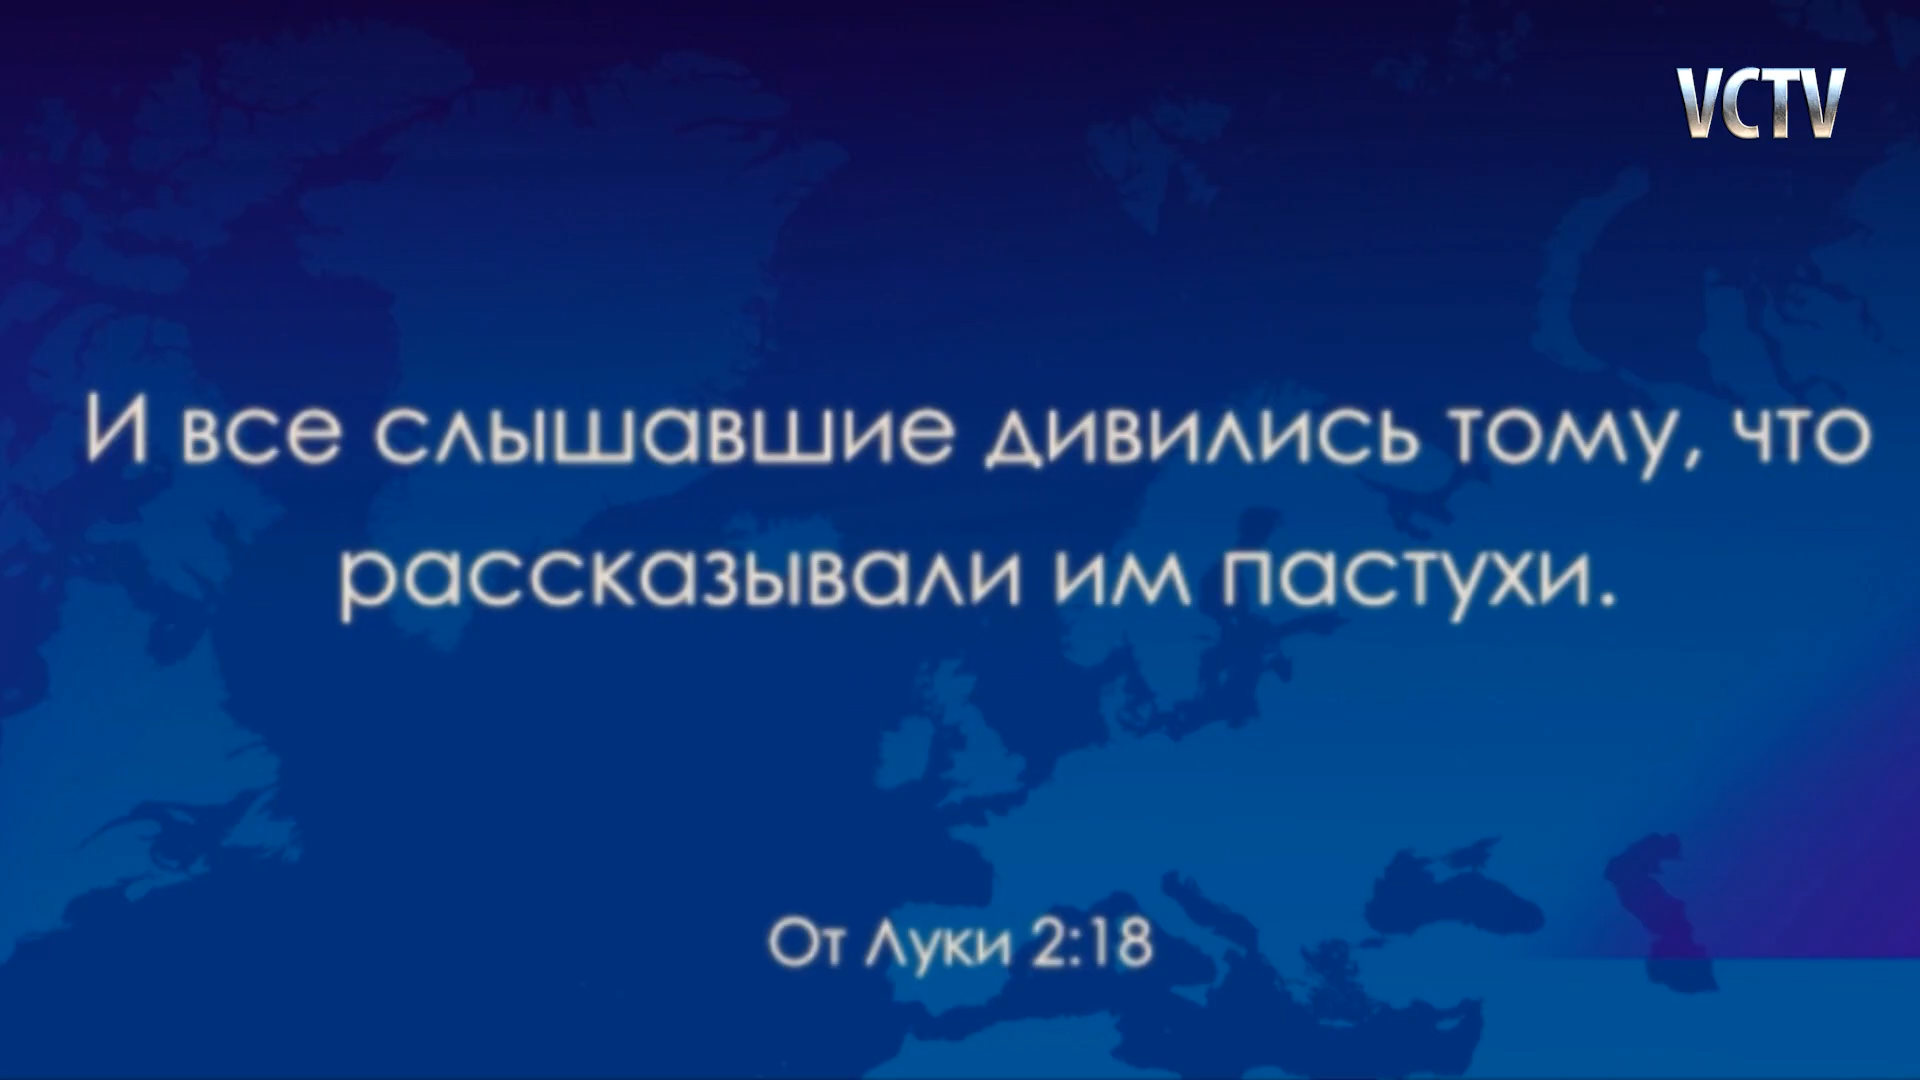 VCTV
И все слышавшие дивились тому, что
рассказывали им пастухи.
От Луки 2:18